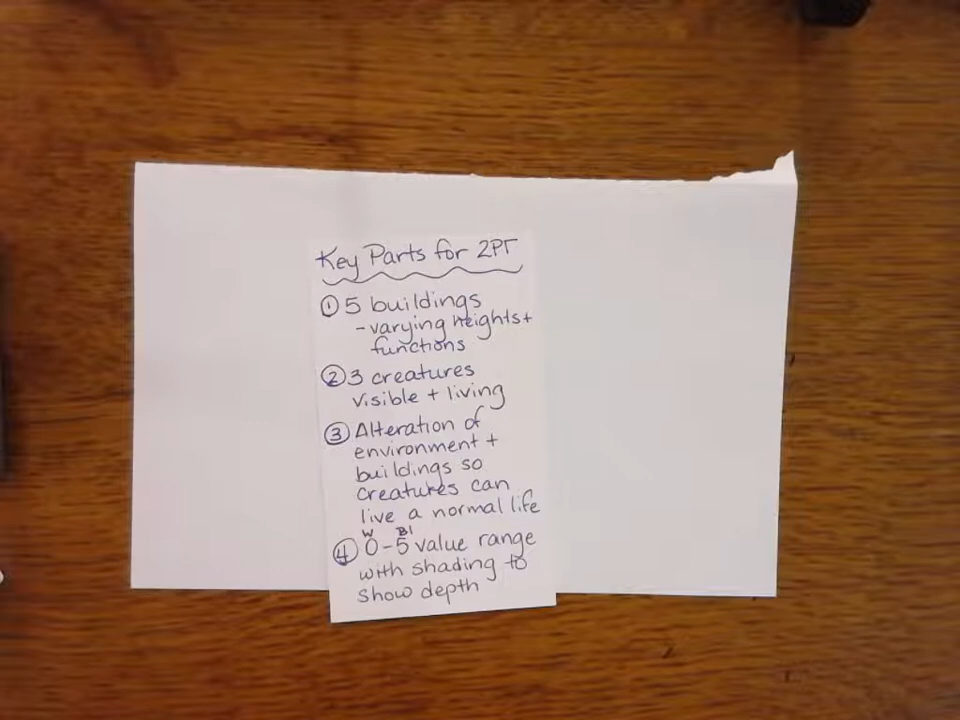 Key Parts for 2PT
① 5 buildings
- varying heights +
functions
② 3 creatures
visible + living
③ Alteration of
environment +
buildings so
creatures can
live a normal life
W Bl
④ 0-5 value range
with shading to
show depth